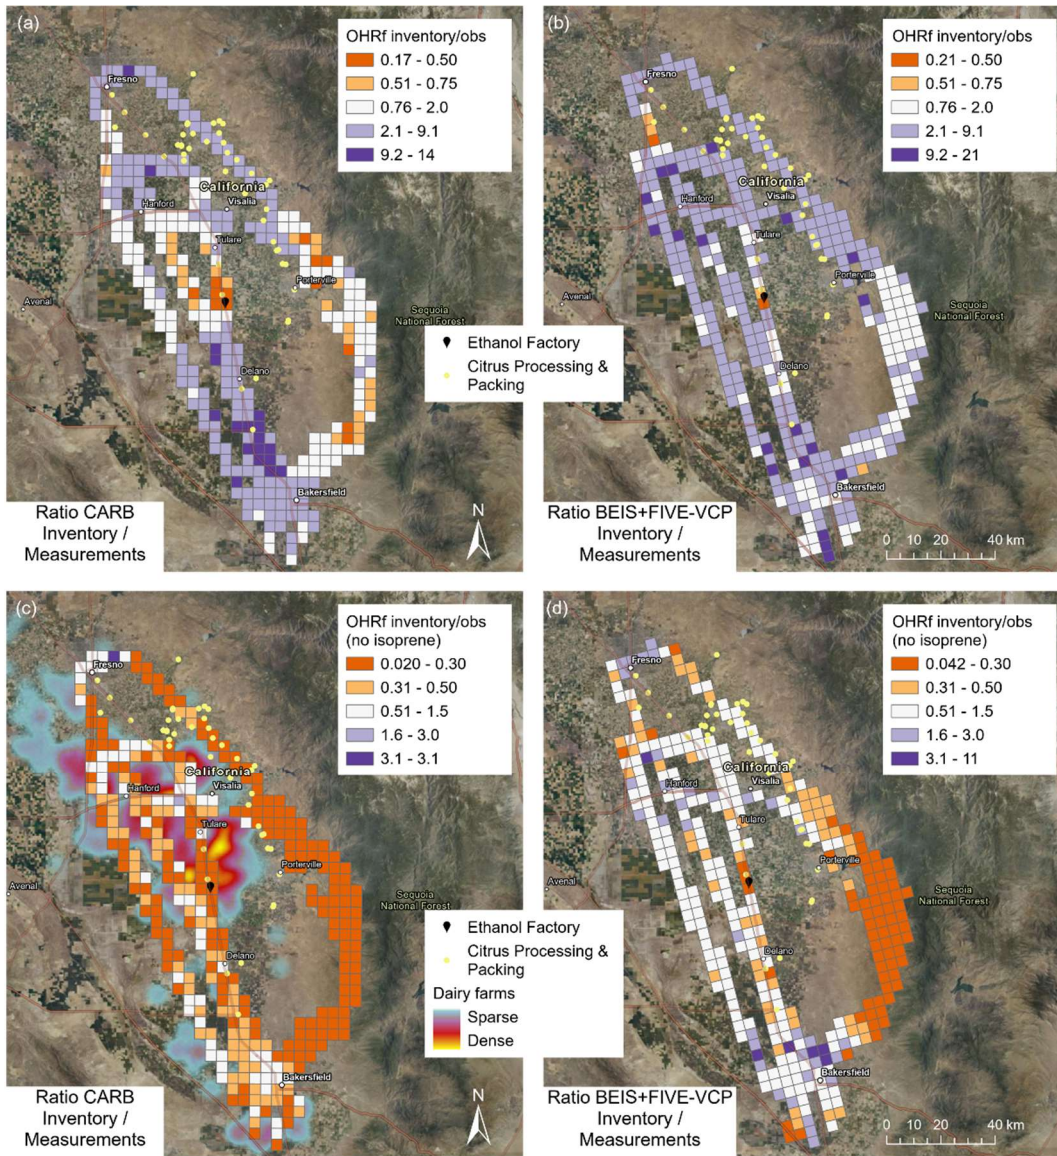 (a)
OHRf inventory/obs
0.17 - 0.50
0.51 - 0.75
0.76 - 2.0
2.1 - 9.1
9.2 - 14
Fresno
California
Visalia
Hanford
Tulare
Porterville
Avenal
Sequoia
National Forest
Delano
Bakersfield
Ratio CARB
Inventory /
Measurements
N
(b)
OHRf inventory/obs
0.21 - 0.50
0.51 - 0.75
0.76 - 2.0
2.1 - 9.1
9.2 - 21
Fresno
California
Visalia
Hanford
Tulare
Porterville
Avenal
Sequoia
National Forest
Ethanol Factory
Citrus Processing &
Packing
Delano
Bakersfield
Ratio BEIS+FIVE-VCP
Inventory /
Measurements
N
0 10 20 40 km
(c)
OHRf inventory/obs
(no isoprene)
0.020 - 0.30
0.31 - 0.50
0.51 - 1.5
1.6 - 3.0
3.1 - 3.1
Fresno
California
Visalia
Hanford
Tulare
Porterville
Avenal
Sequoia
National Forest
Delano
Bakersfield
Ratio CARB
Inventory /
Measurements
N
(d)
OHRf inventory/obs
(no isoprene)
0.042 - 0.30
0.31 - 0.50
0.51 - 1.5
1.6 - 3.0
3.1 - 11
Fresno
California
Visalia
Hanford
Tulare
Porterville
Avenal
Sequoia
National Forest
Ethanol Factory
Citrus Processing &
Packing
Dairy farms
Sparse
Dense
Delano
Bakersfield
Ratio BEIS+FIVE-VCP
Inventory /
Measurements
N
0 10 20 40 km